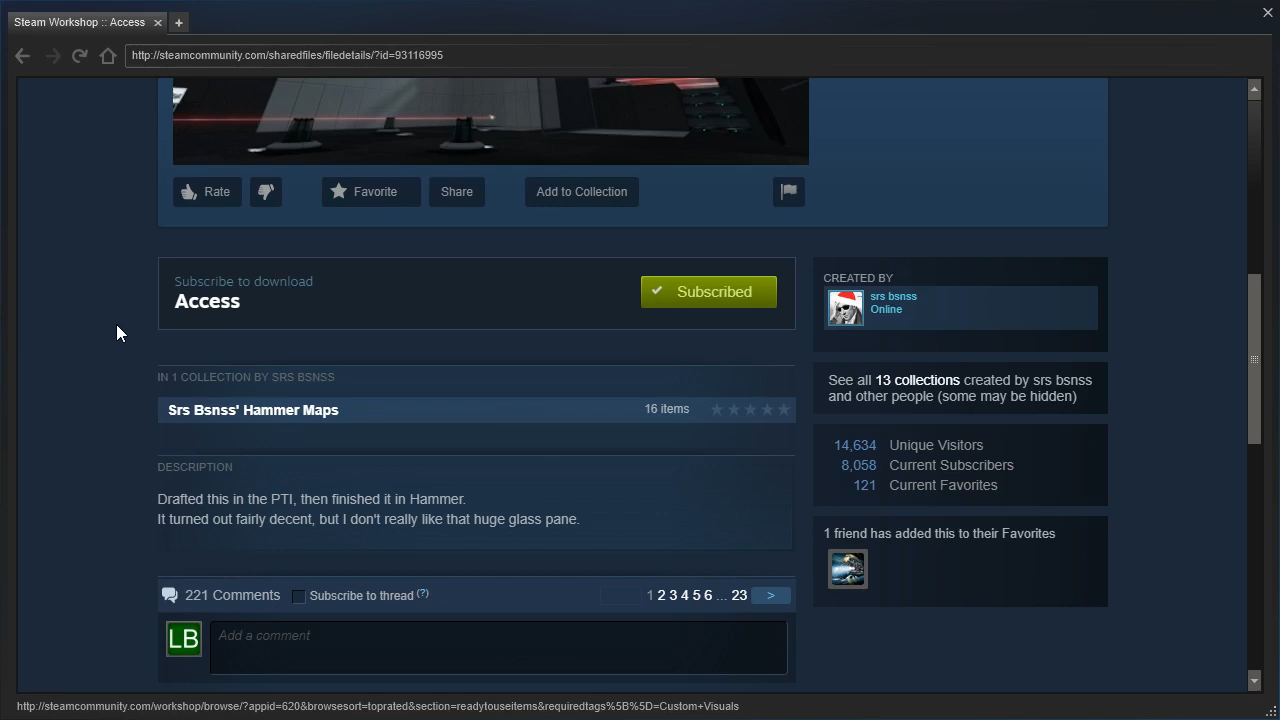 Steam Workshop :: Access
http://steamcommunity.com/sharedfiles/filedetails/?id=93116995
Rate
Favorite
Share
Add to Collection
Subscribe to download
Access
Subscribed
CREATED BY
srs bsnss
Online
IN 1 COLLECTION BY SRS BSNSS
Srs Bsnss' Hammer Maps
16 items
See all 13 collections created by srs bsnss
and other people (some may be hidden)
14,634 Unique Visitors
8,058 Current Subscribers
121 Current Favorites
DESCRIPTION
Drafted this in the PTI, then finished it in Hammer.
It turned out fairly decent, but I don't really like that huge glass pane.
1 friend has added this to their Favorites
221 Comments
Subscribe to thread (?)
1 2 3 4 5 6 ... 23 >
LB
Add a comment
http://steamcommunity.com/workshop/browse/?appid=620&browsesort=toprated&section=readytouseitems&requiredtags%5B%5D=Custom+Visuals